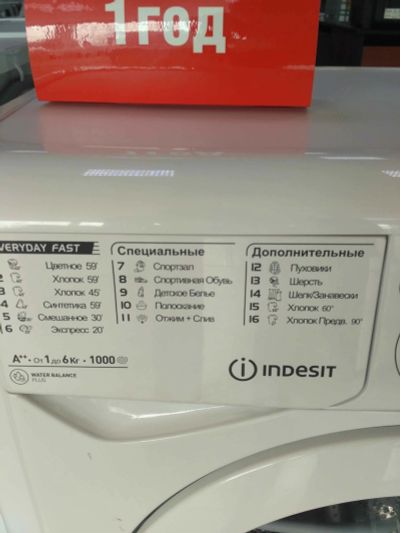 1 ГОД
VERYDAY FAST
Цветное 59'
2 Хлопок 59'
3 Хлопок 45'
4 Синтетика 59'
5 Смешанное 30'
6 Экспресс 20'
Специальные
7 Спортзал
8 Спортивная Обувь
9 Детское Белье
10 Полоскание
11 Отжим + Слив
Дополнительные
12 Пуховики
13 Шерсть
14 Шелк/Занавески
15 Хлопок 60°
16 Хлопок Предв. 90°
A++ • От 1 до 6 Кг • 1000
WATER BALANCE
PLUS
INDESIT